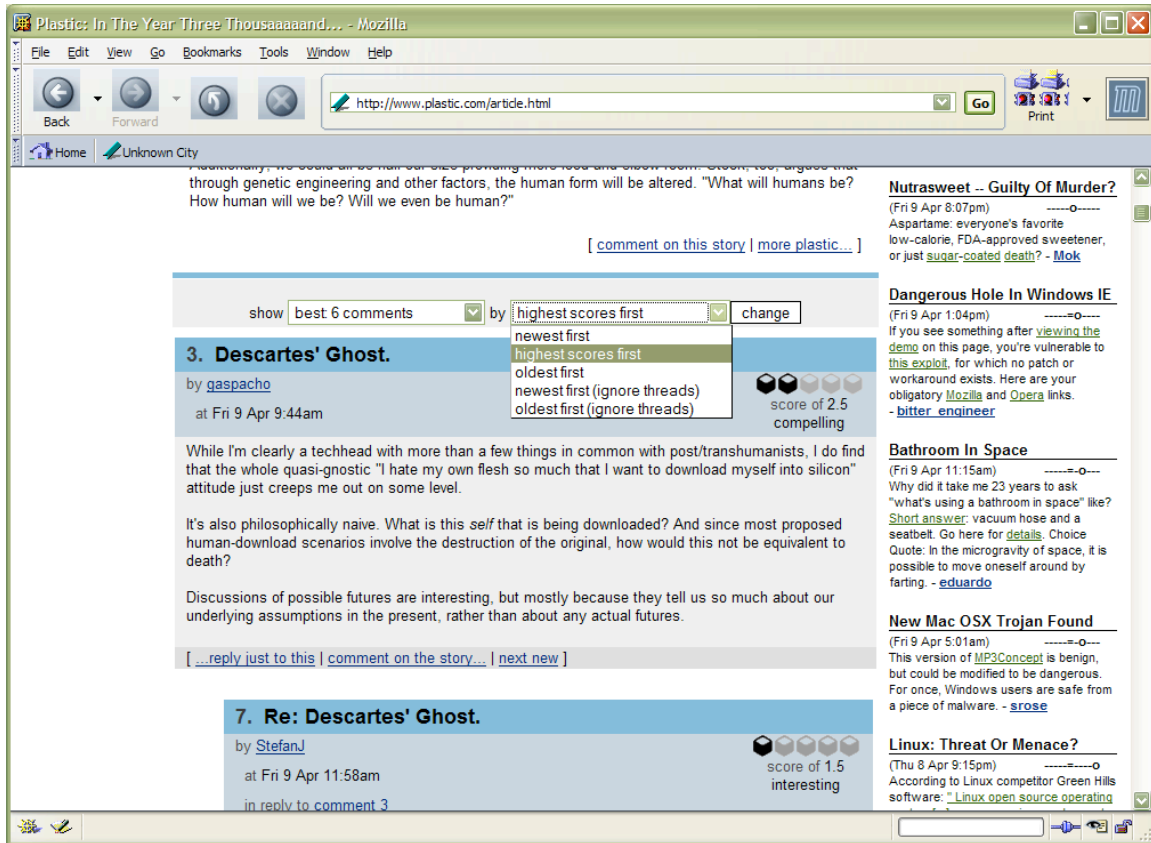 Plastic: In The Year Three Thousaaaaand... - Mozilla
File Edit View Go Bookmarks Tools Window Help
http://www.plastic.com/article.html
Go
Back
Forward
Print
Home
Unknown City
through genetic engineering and other factors, the human form will be altered. "What will humans be?
How human will we be? Will we even be human?"
[ comment on this story | more plastic... ]
show best 6 comments by highest scores first change
newest first
highest scores first
oldest first
newest first (ignore threads)
oldest first (ignore threads)
3. Descartes' Ghost.
by gaspacho
at Fri 9 Apr 9:44am
score of 2.5
compelling
While I'm clearly a techhead with more than a few things in common with post/transhumanists, I do find
that the whole quasi-gnostic "I hate my own flesh so much that I want to download myself into silicon"
attitude just creeps me out on some level.
It's also philosophically naive. What is this self that is being downloaded? And since most proposed
human-download scenarios involve the destruction of the original, how would this not be equivalent to
death?
Discussions of possible futures are interesting, but mostly because they tell us so much about our
underlying assumptions in the present, rather than about any actual futures.
[ ...reply just to this | comment on the story... | next new ]
7. Re: Descartes' Ghost.
by StefanJ
at Fri 9 Apr 11:58am
in reply to comment 3
score of 1.5
interesting
Nutrasweet -- Guilty Of Murder?
(Fri 9 Apr 8:07pm) -----o-----
Aspartame: everyone's favorite
low-calorie, FDA-approved sweetener,
or just sugar-coated death? - Mok
Dangerous Hole In Windows IE
(Fri 9 Apr 1:04pm) -----=o----
If you see something after viewing the
demo on this page, you're vulnerable to
this exploit, for which no patch or
workaround exists. Here are your
obligatory Mozilla and Opera links.
- bitter_engineer
Bathroom In Space
(Fri 9 Apr 11:15am) -----=-o---
Why did it take me 23 years to ask
"what's using a bathroom in space" like?
Short answer: vacuum hose and a
seatbelt. Go here for details. Choice
Quote: In the microgravity of space, it is
possible to move oneself around by
farting. - eduardo
New Mac OSX Trojan Found
(Fri 9 Apr 5:01am) -----=-o---
This version of MP3Concept is benign,
but could be modified to be dangerous.
For once, Windows users are safe from
a piece of malware. - srose
Linux: Threat Or Menace?
(Thu 8 Apr 9:15pm) -----=----o
According to Linux competitor Green Hills
software: " Linux open source operating